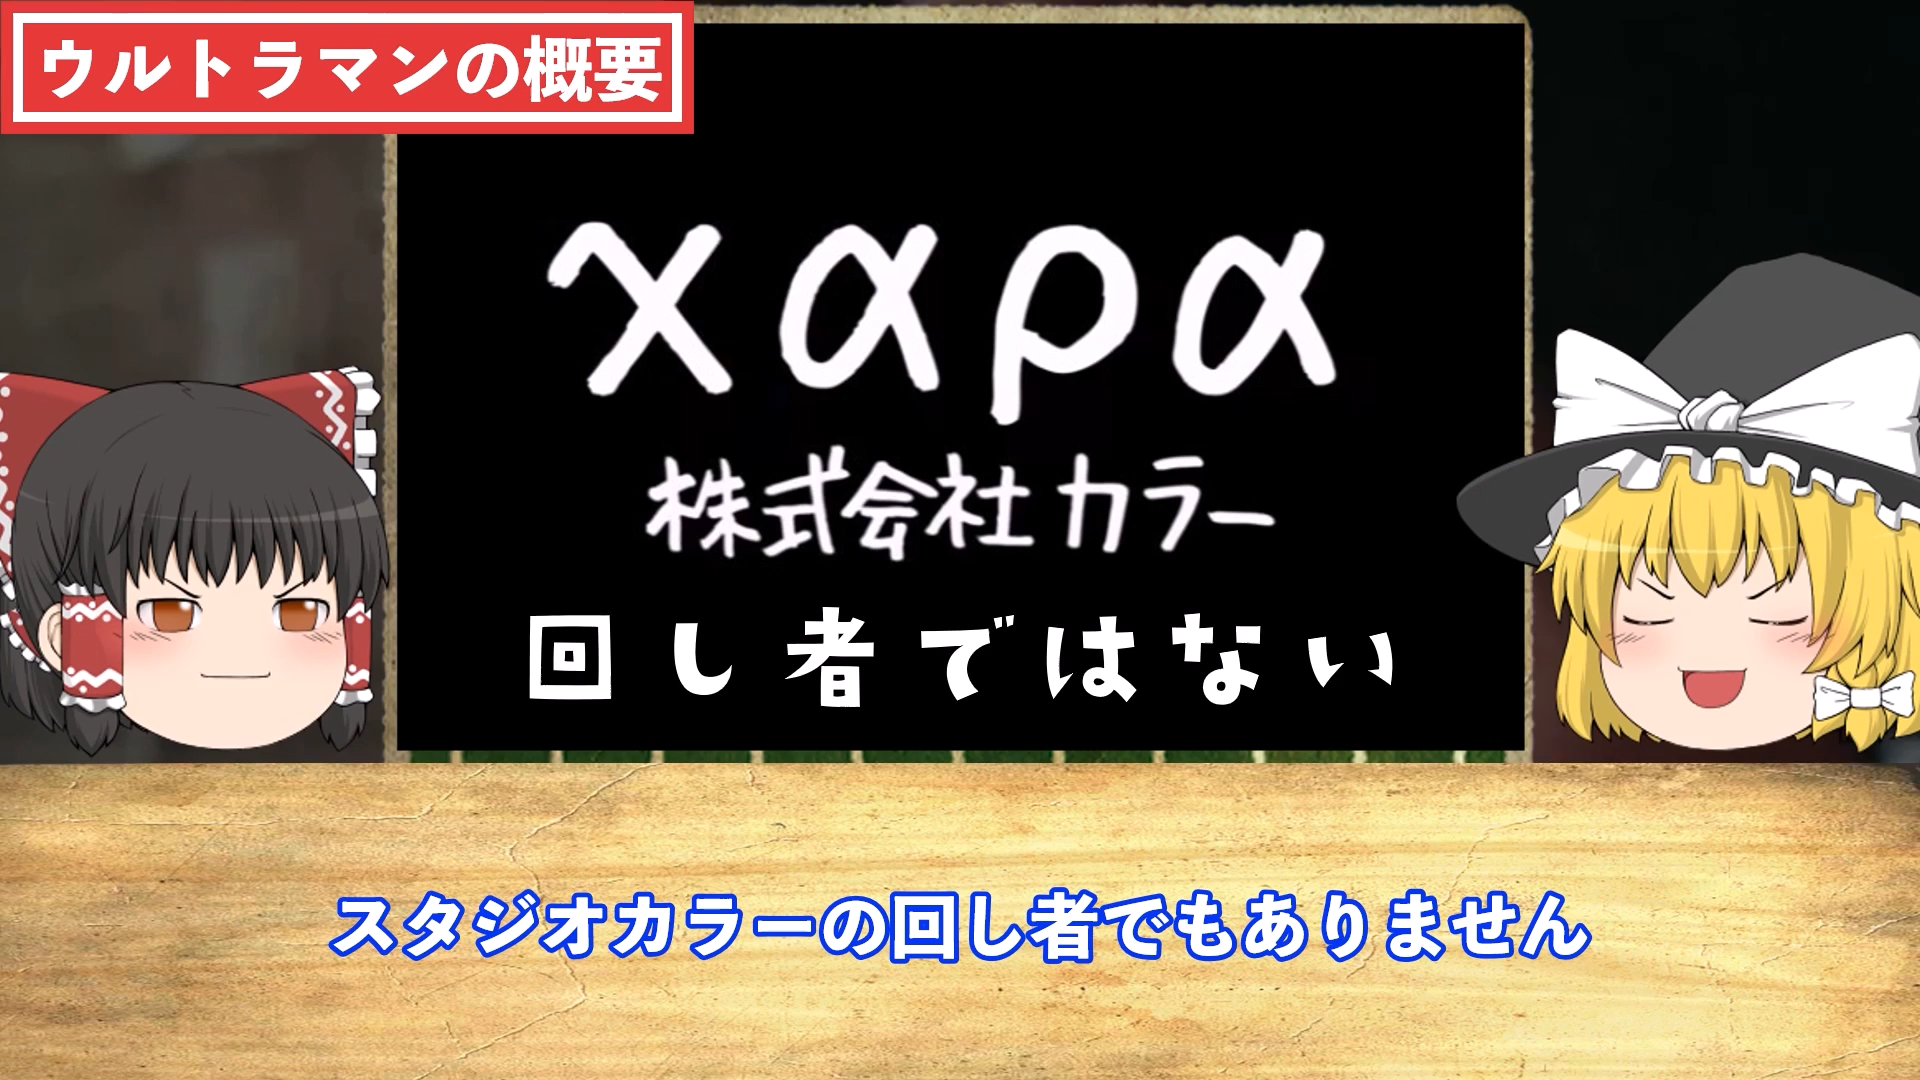 ウルトラマンの概要
χαρα
株式会社カラー
回し者ではない
スタジオカラーの回し者でもありません